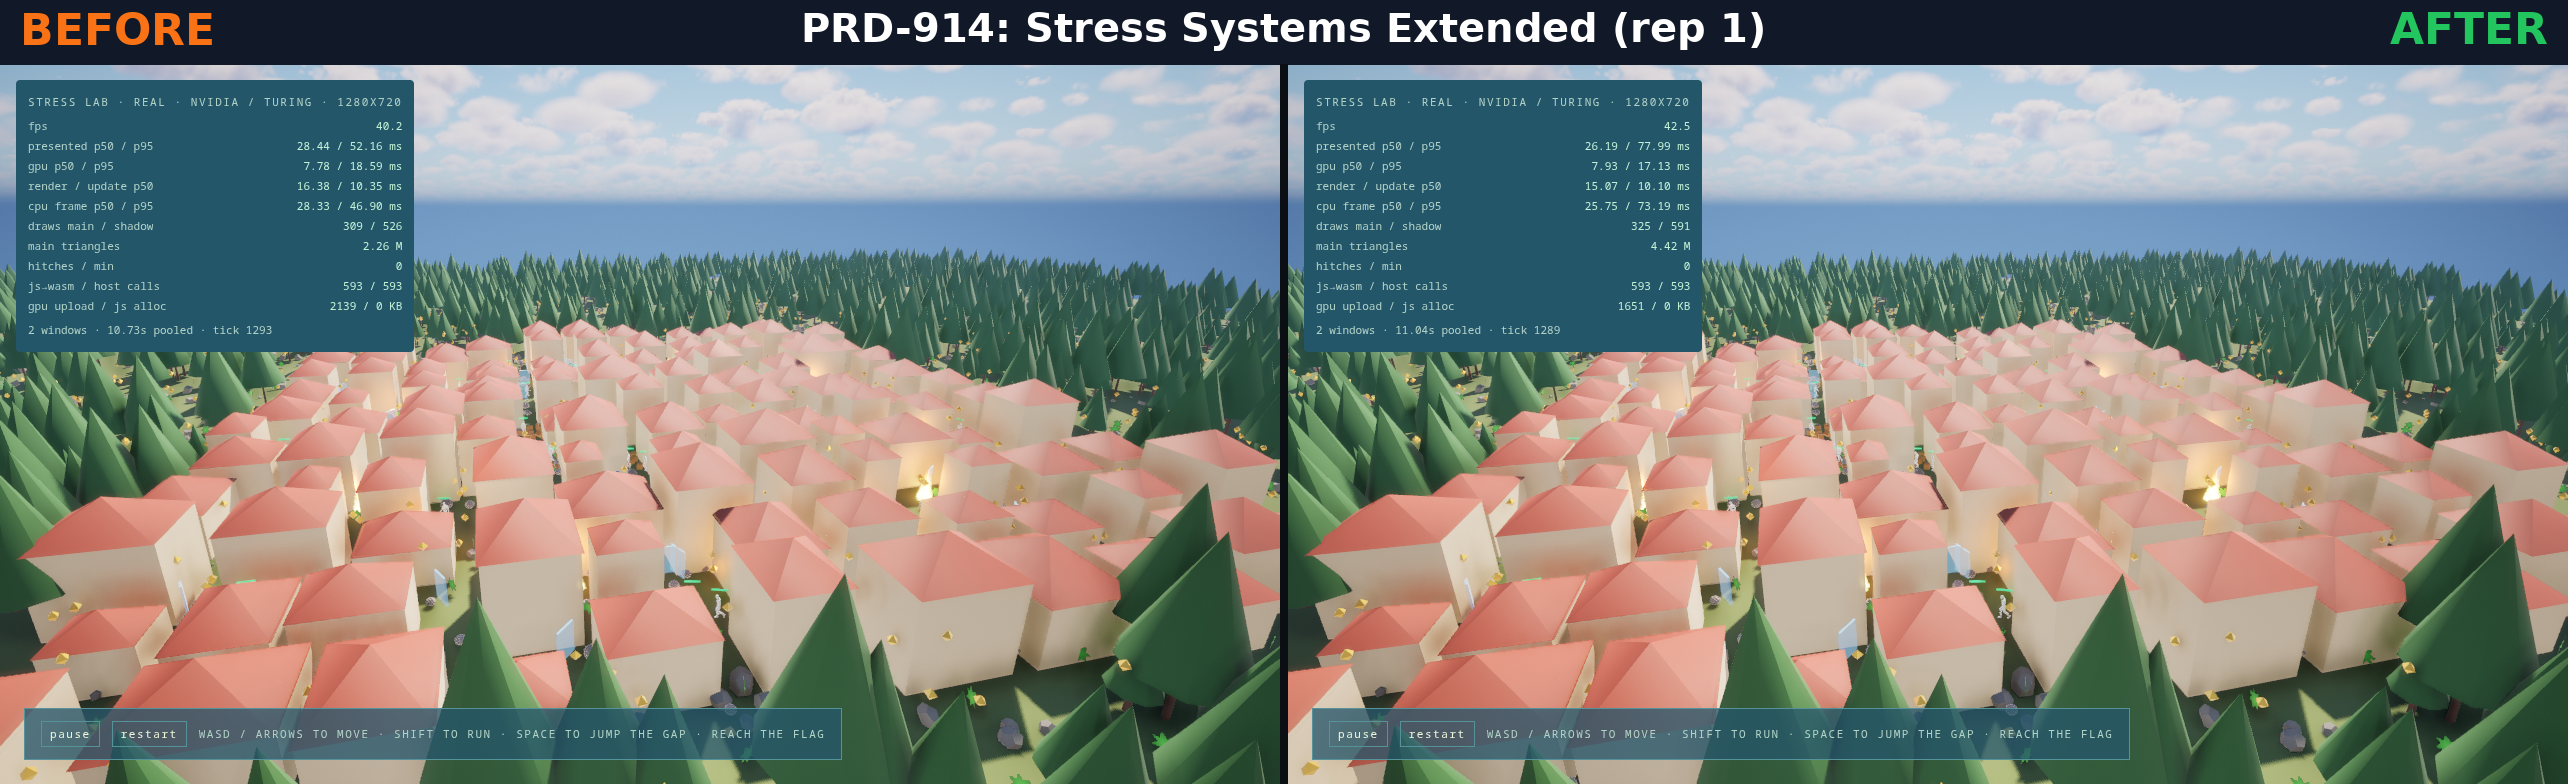 BEFORE
PRD-914: Stress Systems Extended (rep 1)
AFTER
STRESS LAB · REAL · NVIDIA / TURING · 1280X720
fps 40.2
presented p50 / p95 28.44 / 52.16 ms
gpu p50 / p95 7.78 / 18.59 ms
render / update p50 16.38 / 10.35 ms
cpu frame p50 / p95 28.33 / 46.90 ms
draws main / shadow 309 / 526
main triangles 2.26 M
hitches / min 0
js→wasm / host calls 593 / 593
gpu upload / js alloc 2139 / 0 KB
2 windows · 10.73s pooled · tick 1293
pause restart WASD / ARROWS TO MOVE · SHIFT TO RUN · SPACE TO JUMP THE GAP · REACH THE FLAG
STRESS LAB · REAL · NVIDIA / TURING · 1280X720
fps 42.5
presented p50 / p95 26.19 / 77.99 ms
gpu p50 / p95 7.93 / 17.13 ms
render / update p50 15.07 / 10.10 ms
cpu frame p50 / p95 25.75 / 73.19 ms
draws main / shadow 325 / 591
main triangles 4.42 M
hitches / min 0
js→wasm / host calls 593 / 593
gpu upload / js alloc 1651 / 0 KB
2 windows · 11.04s pooled · tick 1289
pause restart WASD / ARROWS TO MOVE · SHIFT TO RUN · SPACE TO JUMP THE GAP · REACH THE FLAG